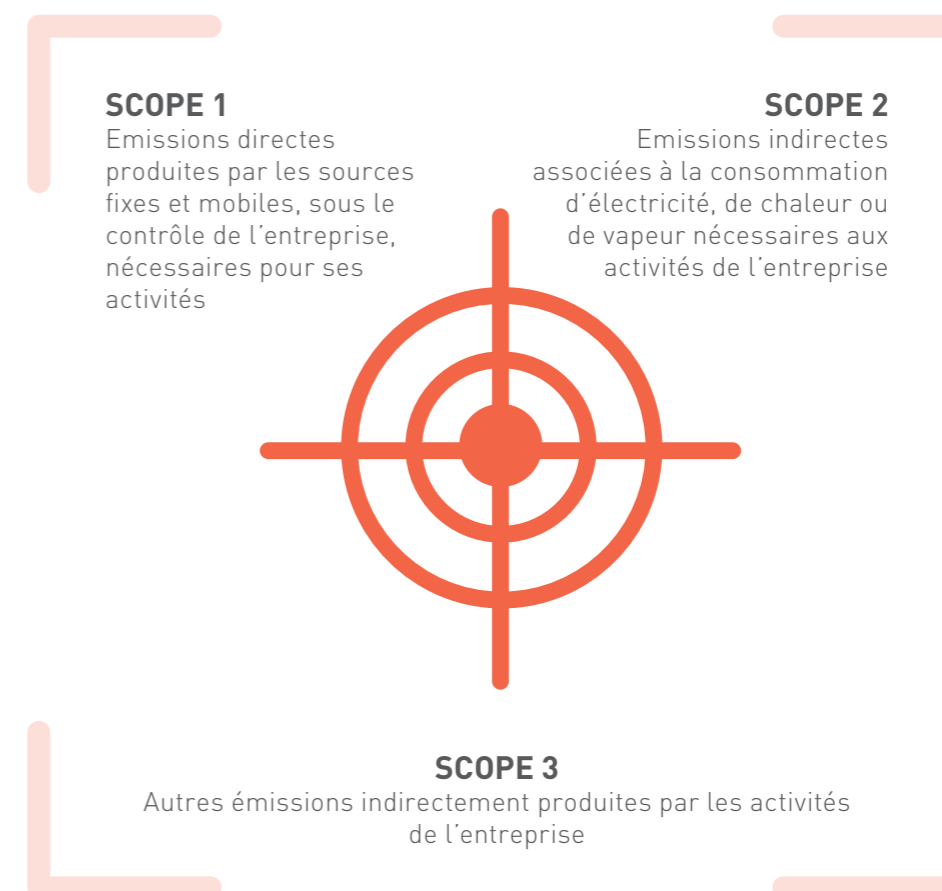 SCOPE 1
Emissions directes
produites par les sources
fixes et mobiles, sous le
contrôle de l'entreprise,
nécessaires pour ses
activités
SCOPE 2
Emissions indirectes
associées à la consommation
d'électricité, de chaleur ou
de vapeur nécessaires aux
activités de l'entreprise
SCOPE 3
Autres émissions indirectement produites par les activités
de l'entreprise